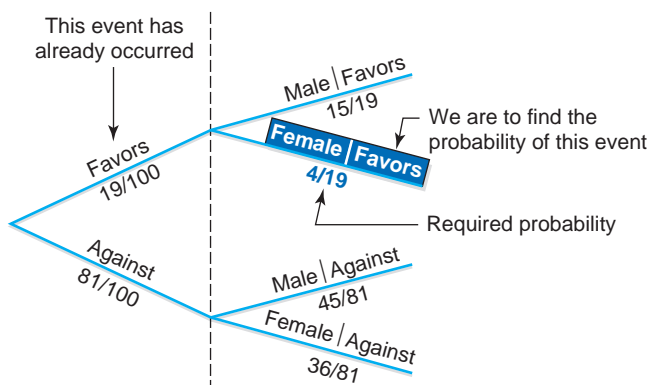 This event has
already occurred
Male | Favors
15/19
We are to find the
probability of this event
Female | Favors
4/19
Favors
19/100
Required probability
Against
81/100
Male | Against
45/81
Female | Against
36/81